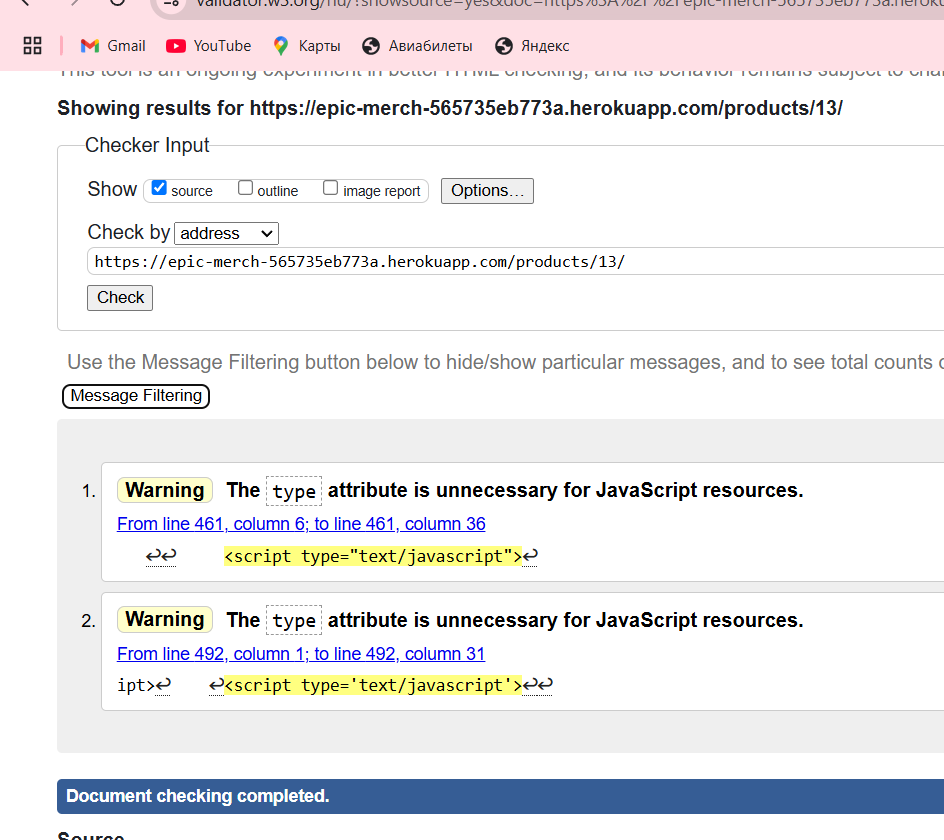 validator.w3.org/nu/?showsource=yes&doc=https%3A%2F%2Fepic-merch-565735eb773a.heroku
Gmail YouTube Карты Авиабилеты Яндекс
This tool is an ongoing experiment in better HTML checking, and its behavior remains subject to
Showing results for https://epic-merch-565735eb773a.herokuapp.com/products/13/
Checker Input
Show source outline image report Options...
Check by address
https://epic-merch-565735eb773a.herokuapp.com/products/13/
Check
Use the Message Filtering button below to hide/show particular messages, and to see total counts
Message Filtering
1. Warning The type attribute is unnecessary for JavaScript resources.
From line 461, column 6; to line 461, column 36
↩↩ <script type="text/javascript">↩
2. Warning The type attribute is unnecessary for JavaScript resources.
From line 492, column 1; to line 492, column 31
ipt>↩ ↩<script type='text/javascript'>↩↩
Document checking completed.
Source